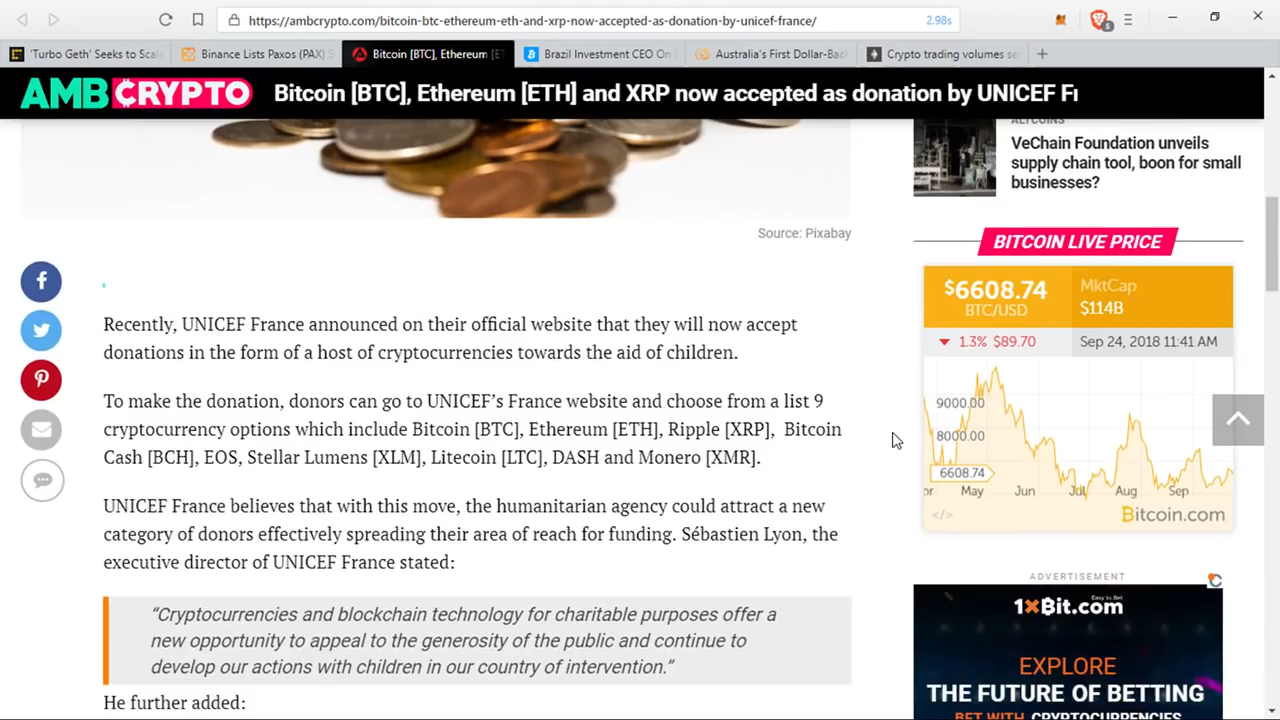 https://ambcrypto.com/bitcoin-btc-ethereum-eth-and-xrp-now-accepted-as-donation-by-unicef-france/
2.98s
5
'Turbo Geth' Seeks to Scale
Binance Lists Paxos (PAX) S
Bitcoin [BTC], Ethereum [ET
Brazil Investment CEO On
Australia's First Dollar-Back
Crypto trading volumes se
AMBCRYPTO
Bitcoin [BTC], Ethereum [ETH] and XRP now accepted as donation by UNICEF Fr
ALTCOINS
VeChain Foundation unveils
supply chain tool, boon for small
businesses?
Source: Pixabay
BITCOIN LIVE PRICE
$6608.74
BTC/USD
MktCap
$114B
1.3% $89.70
Sep 24, 2018 11:41 AM
9000.00
8000.00
6608.74
or May Jun Jul Aug Sep
</>
Bitcoin.com
Recently, UNICEF France announced on their official website that they will now accept
donations in the form of a host of cryptocurrencies towards the aid of children.
To make the donation, donors can go to UNICEF’s France website and choose from a list 9
cryptocurrency options which include Bitcoin [BTC], Ethereum [ETH], Ripple [XRP], Bitcoin
Cash [BCH], EOS, Stellar Lumens [XLM], Litecoin [LTC], DASH and Monero [XMR].
UNICEF France believes that with this move, the humanitarian agency could attract a new
category of donors effectively spreading their area of reach for funding. Sébastien Lyon, the
executive director of UNICEF France stated:
“Cryptocurrencies and blockchain technology for charitable purposes offer a
new opportunity to appeal to the generosity of the public and continue to
develop our actions with children in our country of intervention.”
He further added:
ADVERTISEMENT
Easy to Bet
1xBit.com
EXPLORE
THE FUTURE OF BETTING
BET WITH CRYPTOCURRENCIES